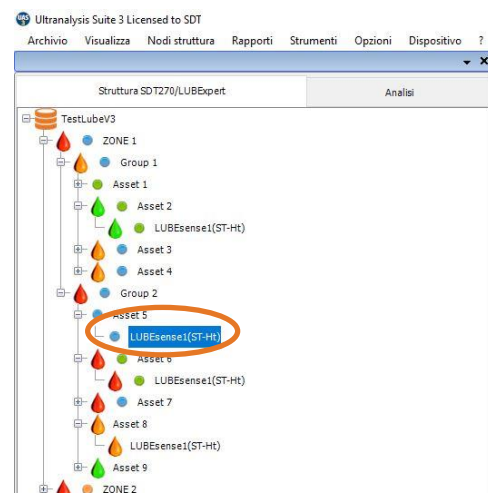 Ultranalysis Suite 3 Licensed to SDT
Archivio Visualizza Nodi struttura Rapporti Strumenti Opzioni Dispositivo ?
Struttura SDT270/LUBExpert Analisi
TestLubeV3
ZONE 1
Group 1
Asset 1
Asset 2
LUBEsense1(ST-Ht)
Asset 3
Asset 4
Group 2
Asset 5
LUBEsense1(ST-Ht)
Asset 6
LUBEsense1(ST-Ht)
Asset 7
Asset 8
LUBEsense1(ST-Ht)
Asset 9
ZONE 2